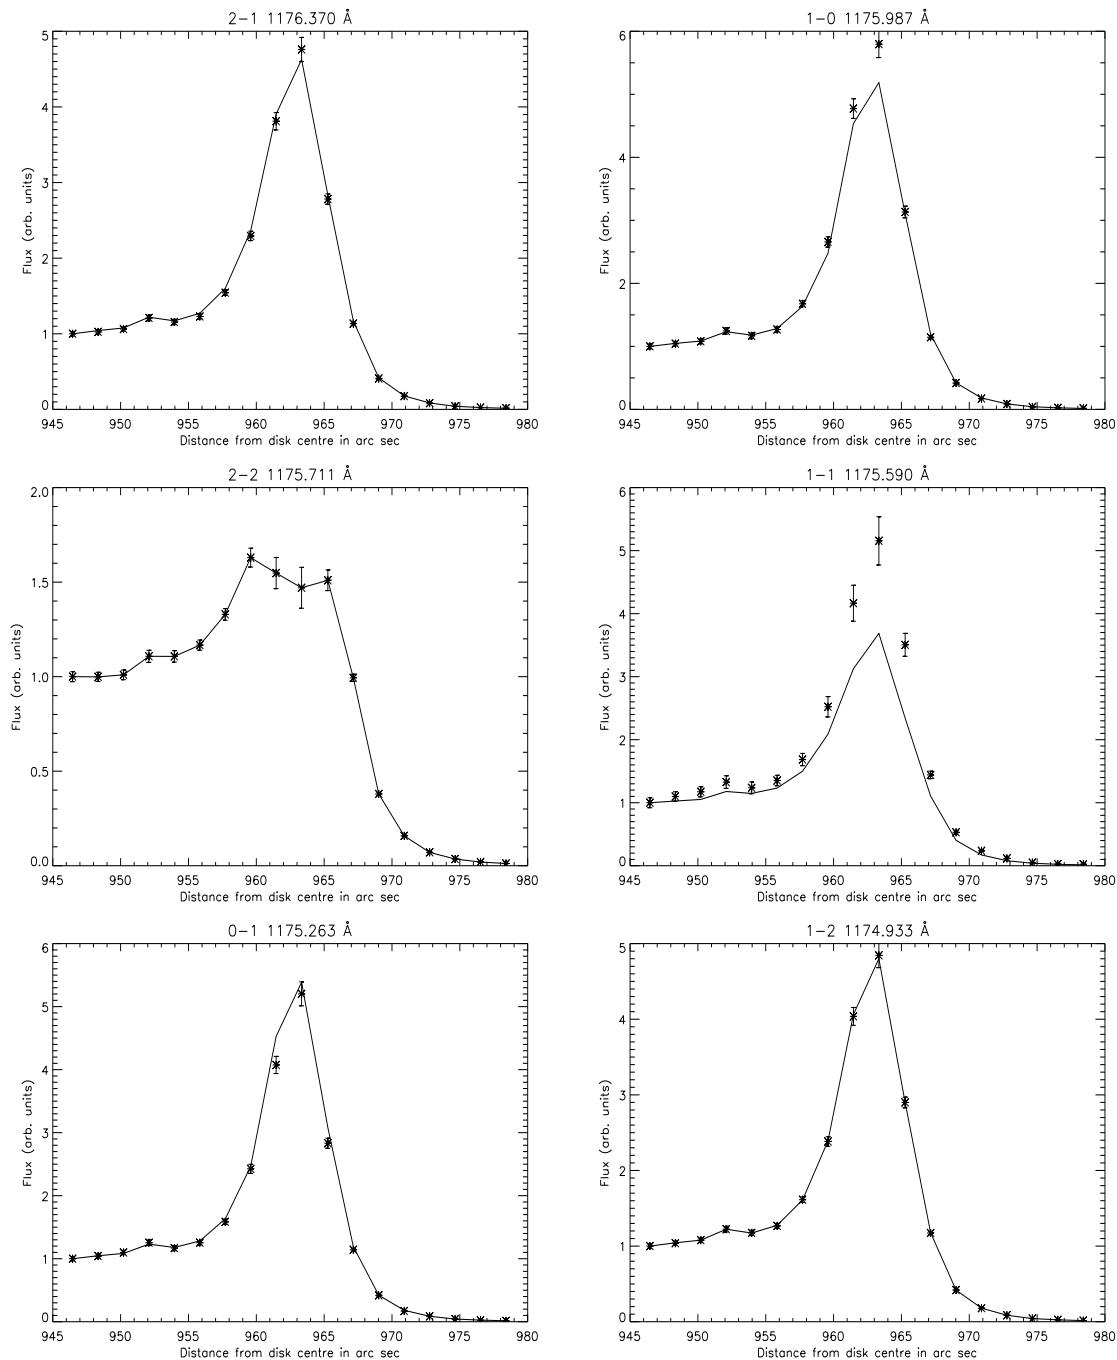 2-1 1176.370 Å
5
4
3
2
1
0
Flux (arb. units)
945 950 955 960 965 970 975 980
Distance from disk centre in arc sec
1-0 1175.987 Å
6
4
2
0
Flux (arb. units)
945 950 955 960 965 970 975 980
Distance from disk centre in arc sec
2-2 1175.711 Å
2.0
1.5
1.0
0.5
0.0
Flux (arb. units)
945 950 955 960 965 970 975 980
Distance from disk centre in arc sec
1-1 1175.590 Å
6
5
4
3
2
1
0
Flux (arb. units)
945 950 955 960 965 970 975 980
Distance from disk centre in arc sec
0-1 1175.263 Å
6
5
4
3
2
1
0
Flux (arb. units)
945 950 955 960 965 970 975 980
Distance from disk centre in arc sec
1-2 1174.933 Å
5
4
3
2
1
0
Flux (arb. units)
945 950 955 960 965 970 975 980
Distance from disk centre in arc sec